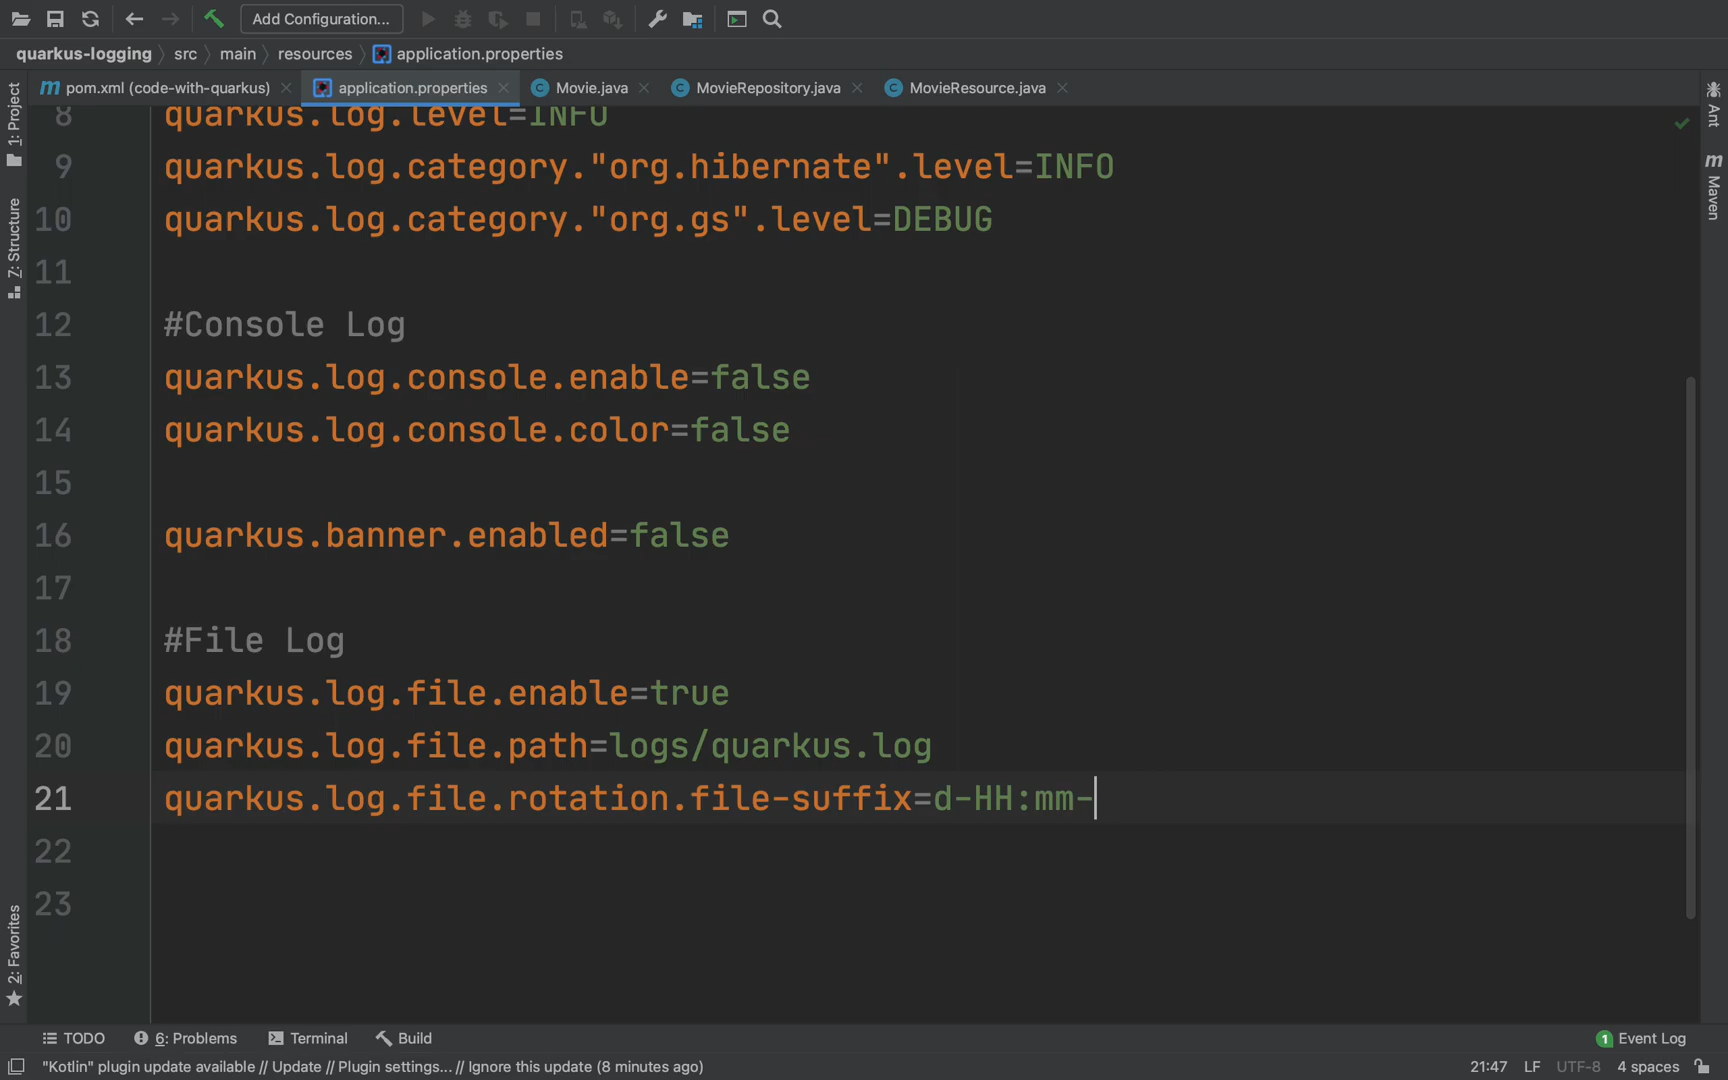 Add Configuration...
quarkus-logging src main resources application.properties
pom.xml (code-with-quarkus) application.properties Movie.java MovieRepository.java MovieResource.java
1: Project
Z: Structure
2: Favorites
Ant
Maven
8 quarkus.log.level=INFO
9 quarkus.log.category."org.hibernate".level=INFO
10 quarkus.log.category."org.gs".level=DEBUG
11
12 #Console Log
13 quarkus.log.console.enable=false
14 quarkus.log.console.color=false
15
16 quarkus.banner.enabled=false
17
18 #File Log
19 quarkus.log.file.enable=true
20 quarkus.log.file.path=logs/quarkus.log
21 quarkus.log.file.rotation.file-suffix=d-HH:mm-
22
23
TODO 6: Problems Terminal Build 1 Event Log
"Kotlin" plugin update available // Update // Plugin settings... // Ignore this update (8 minutes ago) 21:47 LF UTF-8 4 spaces